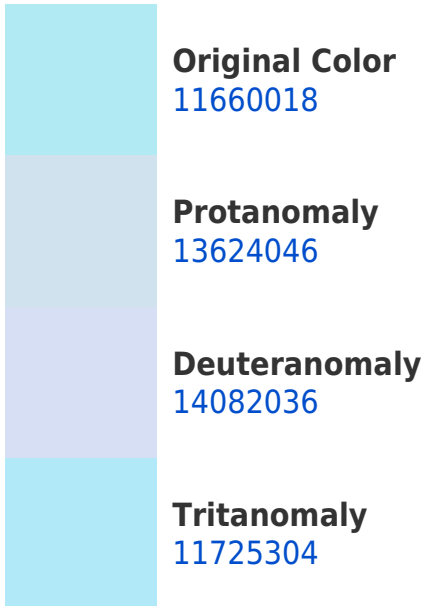 Original Color
11660018
Protanomaly
13624046
Deuteranomaly
14082036
Tritanomaly
11725304